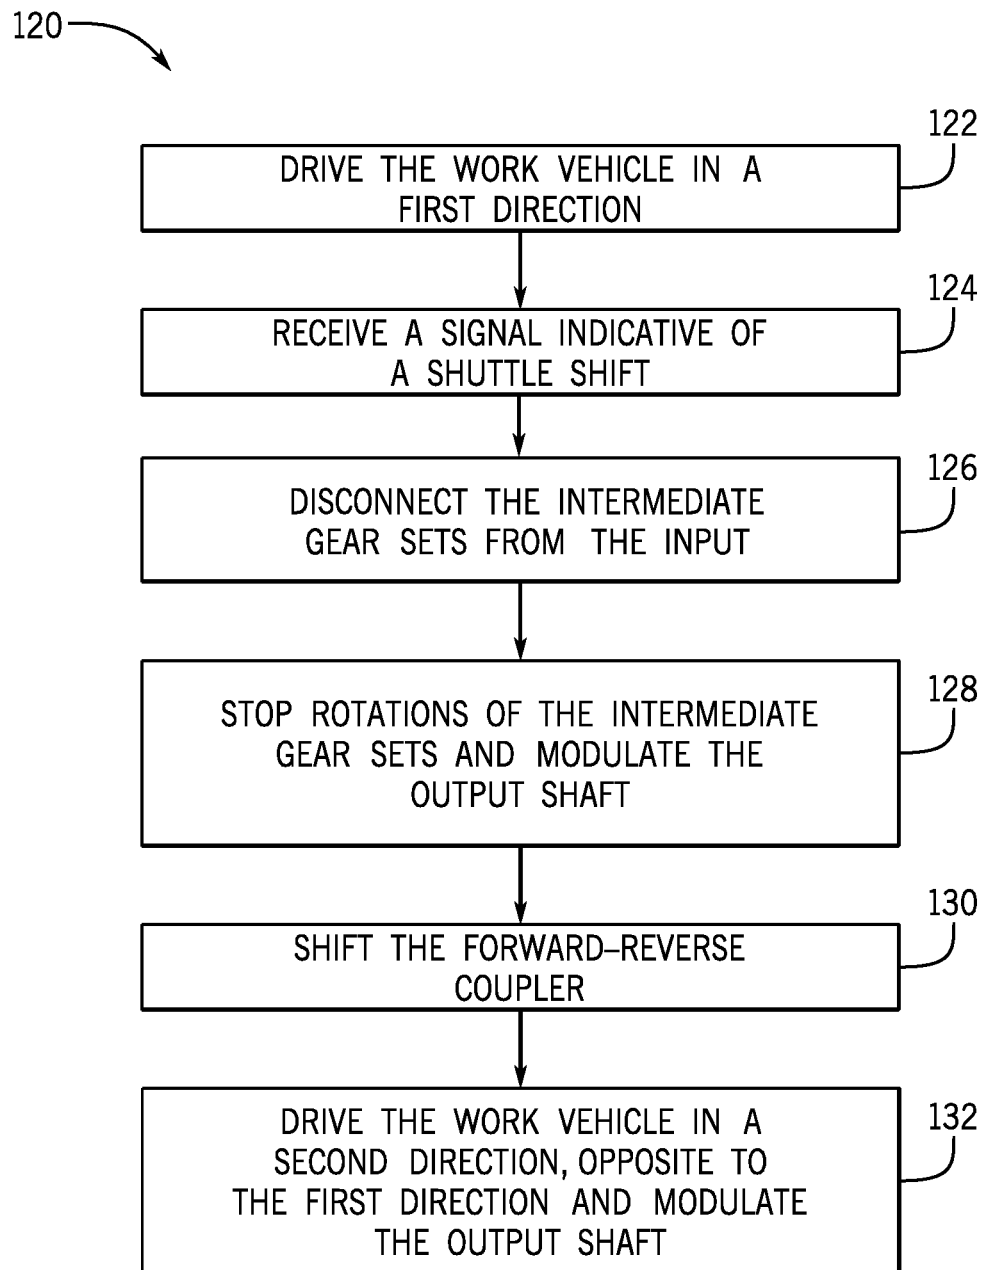 120
122
DRIVE THE WORK VEHICLE IN A
FIRST DIRECTION
124
RECEIVE A SIGNAL INDICATIVE OF
A SHUTTLE SHIFT
126
DISCONNECT THE INTERMEDIATE
GEAR SETS FROM THE INPUT
128
STOP ROTATIONS OF THE INTERMEDIATE
GEAR SETS AND MODULATE THE
OUTPUT SHAFT
130
SHIFT THE FORWARD–REVERSE
COUPLER
132
DRIVE THE WORK VEHICLE IN A
SECOND DIRECTION, OPPOSITE TO
THE FIRST DIRECTION AND MODULATE
THE OUTPUT SHAFT